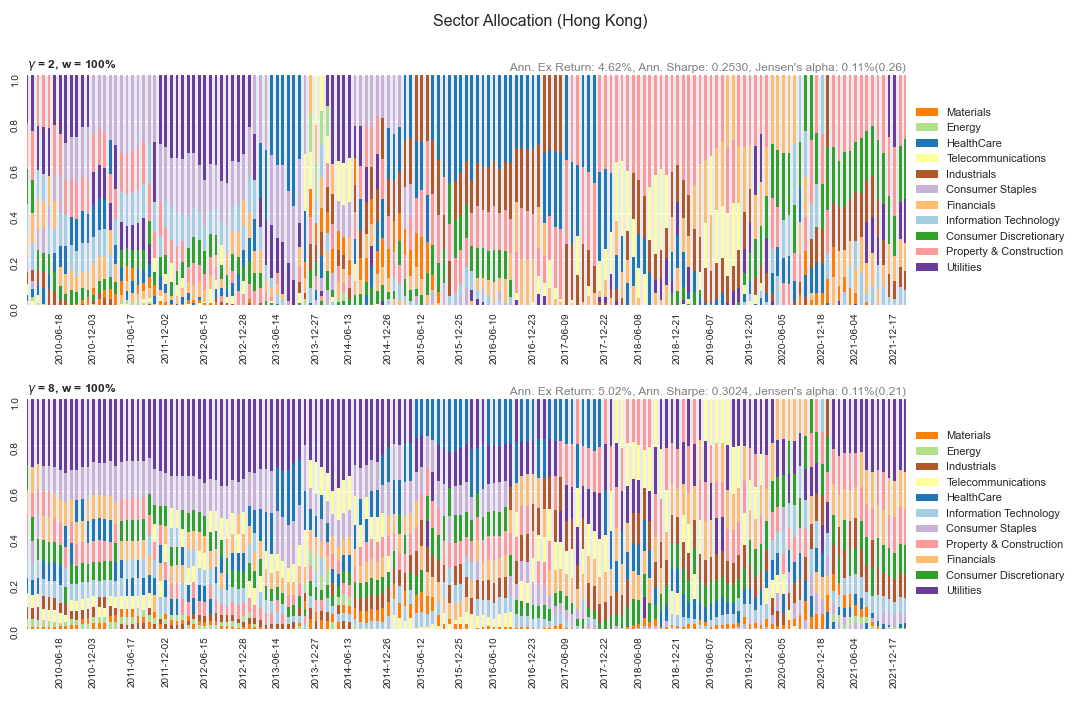 Sector Allocation (Hong Kong)
γ = 2, w = 100%
Ann. Ex Return: 4.62%, Ann. Sharpe: 0.2530, Jensen's alpha: 0.11%(0.26)
1.0
0.8
0.6
0.4
0.2
0.0
Materials
Energy
HealthCare
Telecommunications
Industrials
Consumer Staples
Financials
Information Technology
Consumer Discretionary
Property & Construction
Utilities
2010-06-18
2010-12-03
2011-06-17
2011-12-02
2012-06-15
2012-12-28
2013-06-14
2013-12-27
2014-06-13
2014-12-26
2015-06-12
2015-12-25
2016-06-10
2016-12-23
2017-06-09
2017-12-22
2018-06-08
2018-12-21
2019-06-07
2019-12-20
2020-06-05
2020-12-18
2021-06-04
2021-12-17
γ = 8, w = 100%
Ann. Ex Return: 5.02%, Ann. Sharpe: 0.3024, Jensen's alpha: 0.11%(0.21)
1.0
0.8
0.6
0.4
0.2
0.0
Materials
Energy
Industrials
Telecommunications
HealthCare
Information Technology
Consumer Staples
Property & Construction
Financials
Consumer Discretionary
Utilities
2010-06-18
2010-12-03
2011-06-17
2011-12-02
2012-06-15
2012-12-28
2013-06-14
2013-12-27
2014-06-13
2014-12-26
2015-06-12
2015-12-25
2016-06-10
2016-12-23
2017-06-09
2017-12-22
2018-06-08
2018-12-21
2019-06-07
2019-12-20
2020-06-05
2020-12-18
2021-06-04
2021-12-17